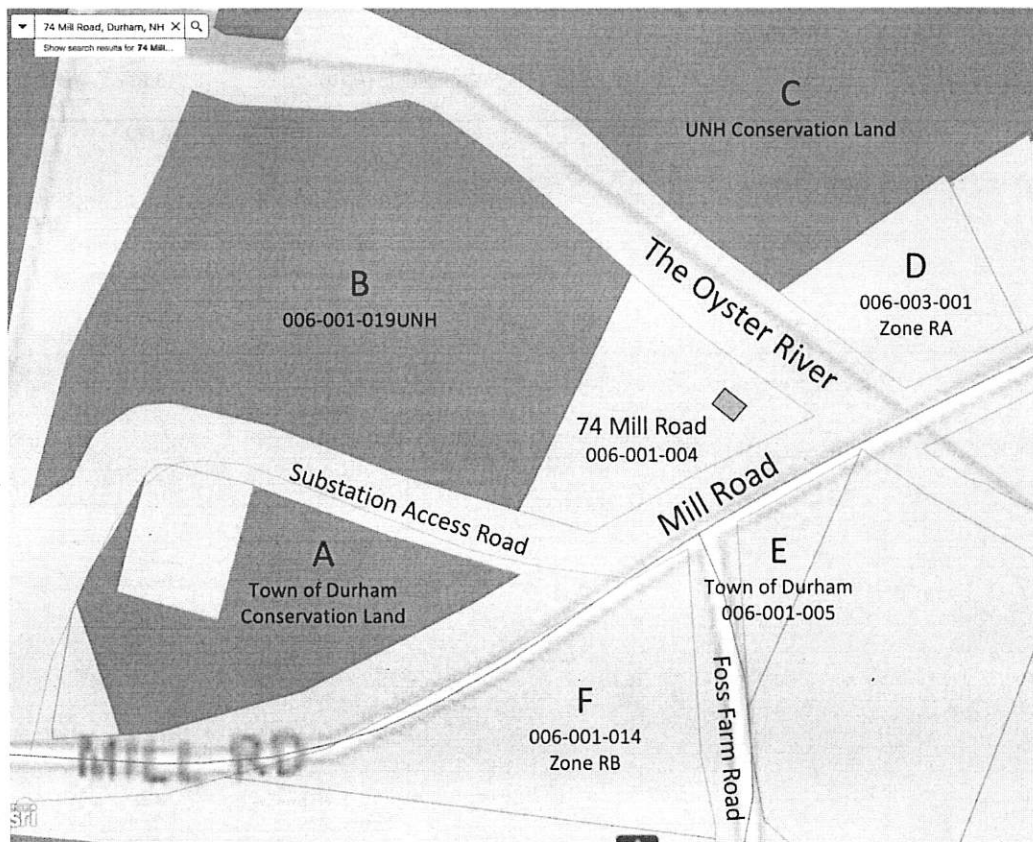 74 Mill Road, Durham, NH
Show search results for 74 Mill...
C
UNH Conservation Land
The Oyster River
D
006-003-001
Zone RA
B
006-001-019UNH
74 Mill Road
006-001-004
Mill Road
Substation Access Road
A
Town of Durham
Conservation Land
E
Town of Durham
006-001-005
Foss Farm Road
F
006-001-014
Zone RB
MILL RD